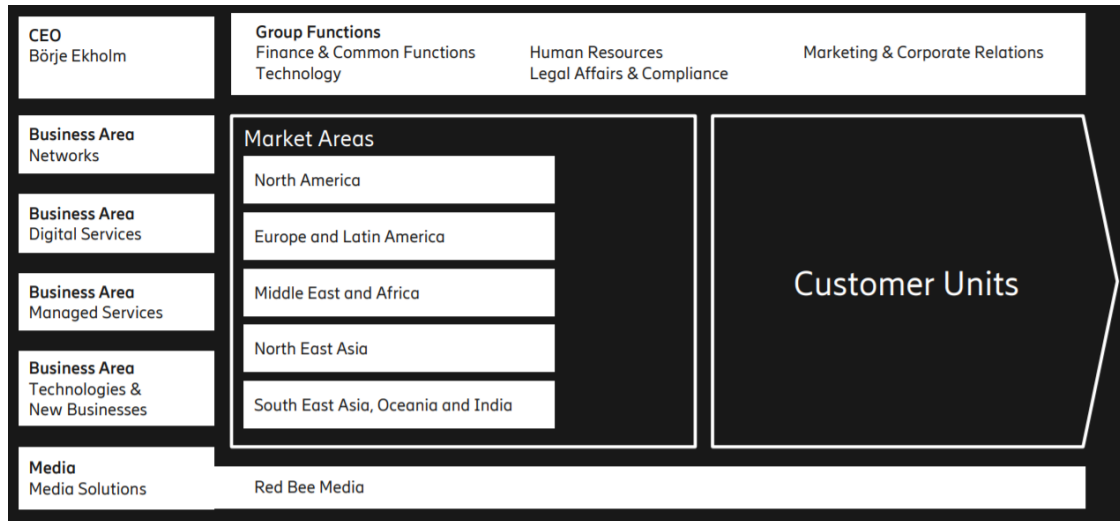 CEO
Börje Ekholm
Group Functions
Finance & Common Functions
Technology
Human Resources
Legal Affairs & Compliance
Marketing & Corporate Relations
Business Area
Networks
Business Area
Digital Services
Business Area
Managed Services
Business Area
Technologies &
New Businesses
Media
Media Solutions
Market Areas
North America
Europe and Latin America
Middle East and Africa
North East Asia
South East Asia, Oceania and India
Customer Units
Red Bee Media